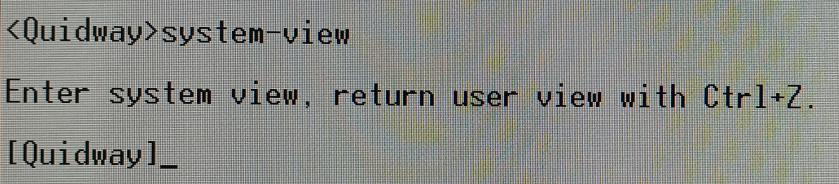 <Quidway>system-view
Enter system view, return user view with Ctrl+Z.
[Quidway]_